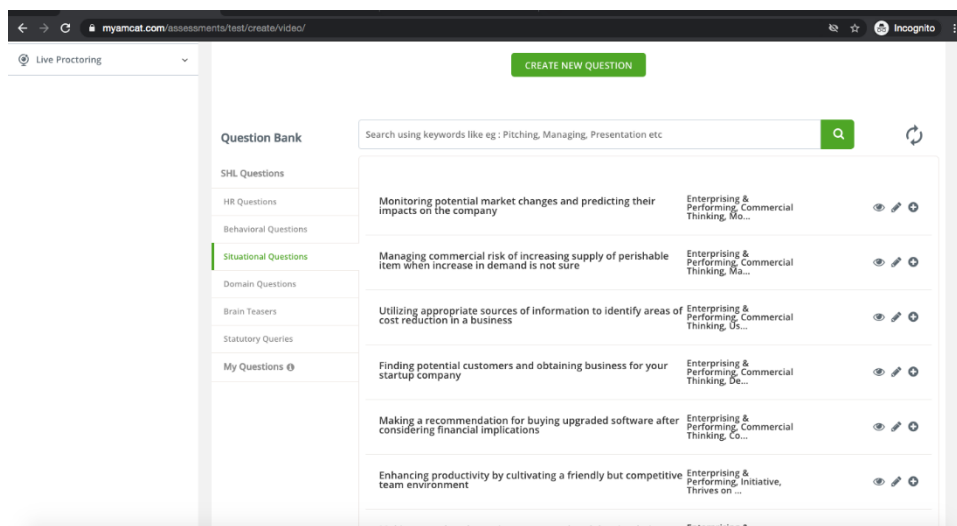 myamcat.com/assessments/test/create/video/
Incognito
Live Proctoring
CREATE NEW QUESTION
Question Bank
Search using keywords like eg : Pitching, Managing, Presentation etc
SHL Questions
HR Questions
Behavioral Questions
Situational Questions
Domain Questions
Brain Teasers
Statutory Queries
My Questions
Monitoring potential market changes and predicting their
impacts on the company
Enterprising &
Performing, Commercial
Thinking, Mo...
Managing commercial risk of increasing supply of perishable
item when increase in demand is not sure
Enterprising &
Performing, Commercial
Thinking, Ma...
Utilizing appropriate sources of information to identify areas of
cost reduction in a business
Enterprising &
Performing, Commercial
Thinking, Us...
Finding potential customers and obtaining business for your
startup company
Enterprising &
Performing, Commercial
Thinking, De...
Making a recommendation for buying upgraded software after
considering financial implications
Enterprising &
Performing, Commercial
Thinking, Co...
Enhancing productivity by cultivating a friendly but competitive
team environment
Enterprising &
Performing, Initiative,
Thrives on ...